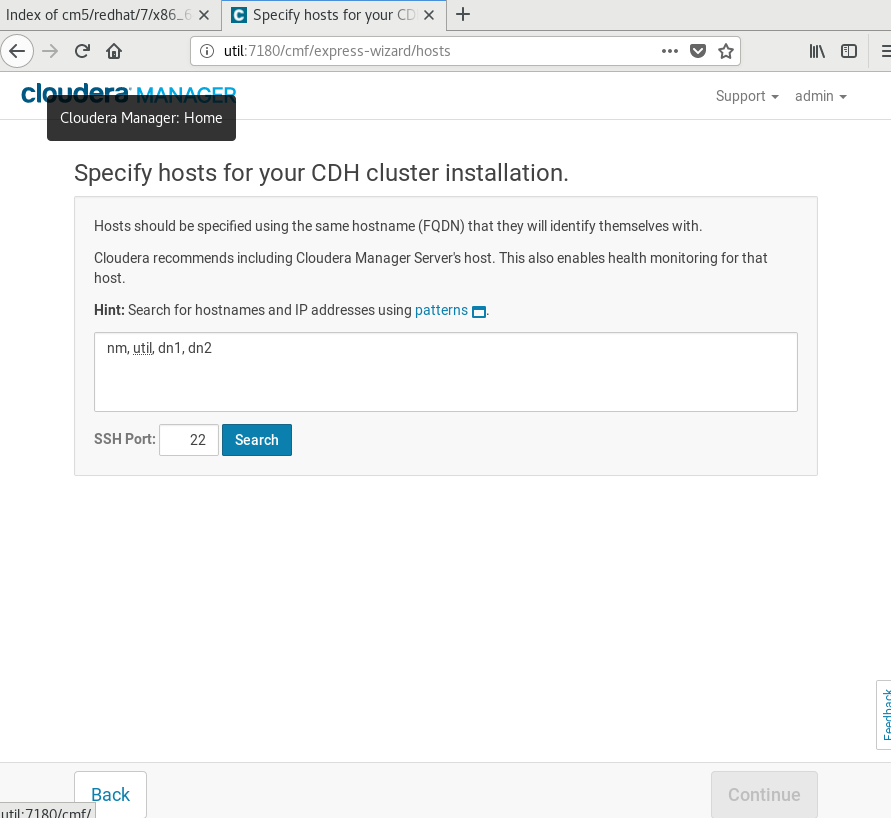 Index of cm5/redhat/7/x86_6
Specify hosts for your CD
util:7180/cmf/express-wizard/hosts
cloudera MANAGER
Support
admin
Cloudera Manager: Home
Specify hosts for your CDH cluster installation.
Hosts should be specified using the same hostname (FQDN) that they will identify themselves with.
Cloudera recommends including Cloudera Manager Server's host. This also enables health monitoring for that
host.
Hint: Search for hostnames and IP addresses using patterns.
nm, util, dn1, dn2
SSH Port: 22 Search
Feedback
Back
Continue
util:7180/cmf/